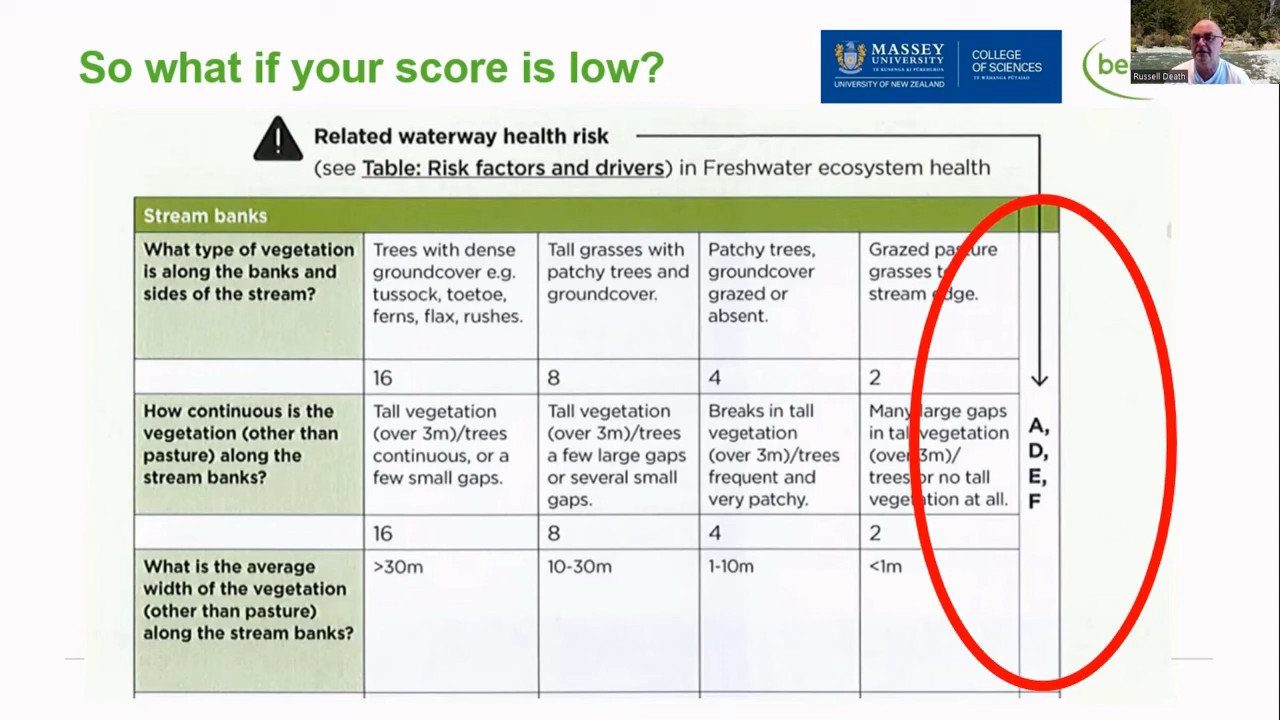 So what if your score is low?
MASSEY
UNIVERSITY
TE KUNENGA KI PŪREHUROA
UNIVERSITY OF NEW ZEALAND
COLLEGE
OF SCIENCES
TE WĀHANGA PŪTAIAO
be
Russell Death
Related waterway health risk
(see Table: Risk factors and drivers) in Freshwater ecosystem health
Stream banks
What type of vegetation
is along the banks and
sides of the stream?
Trees with dense
groundcover e.g.
tussock, toetoe,
ferns, flax, rushes.
Tall grasses with
patchy trees and
groundcover.
Patchy trees,
groundcover
grazed or
absent.
Grazed pasture
grasses to
stream edge.
16
8
4
2
How continuous is the
vegetation (other than
pasture) along the
stream banks?
Tall vegetation
(over 3m)/trees
continuous, or a
few small gaps.
Tall vegetation
(over 3m)/trees
a few large gaps
or several small
gaps.
Breaks in tall
vegetation
(over 3m)/trees
frequent and
very patchy.
Many large gaps
in tall vegetation
(over 3m)/
trees or no tall
vegetation at all.
A,
D,
E,
F
16
8
4
2
What is the average
width of the vegetation
(other than pasture)
along the stream banks?
>30m
10-30m
1-10m
<1m